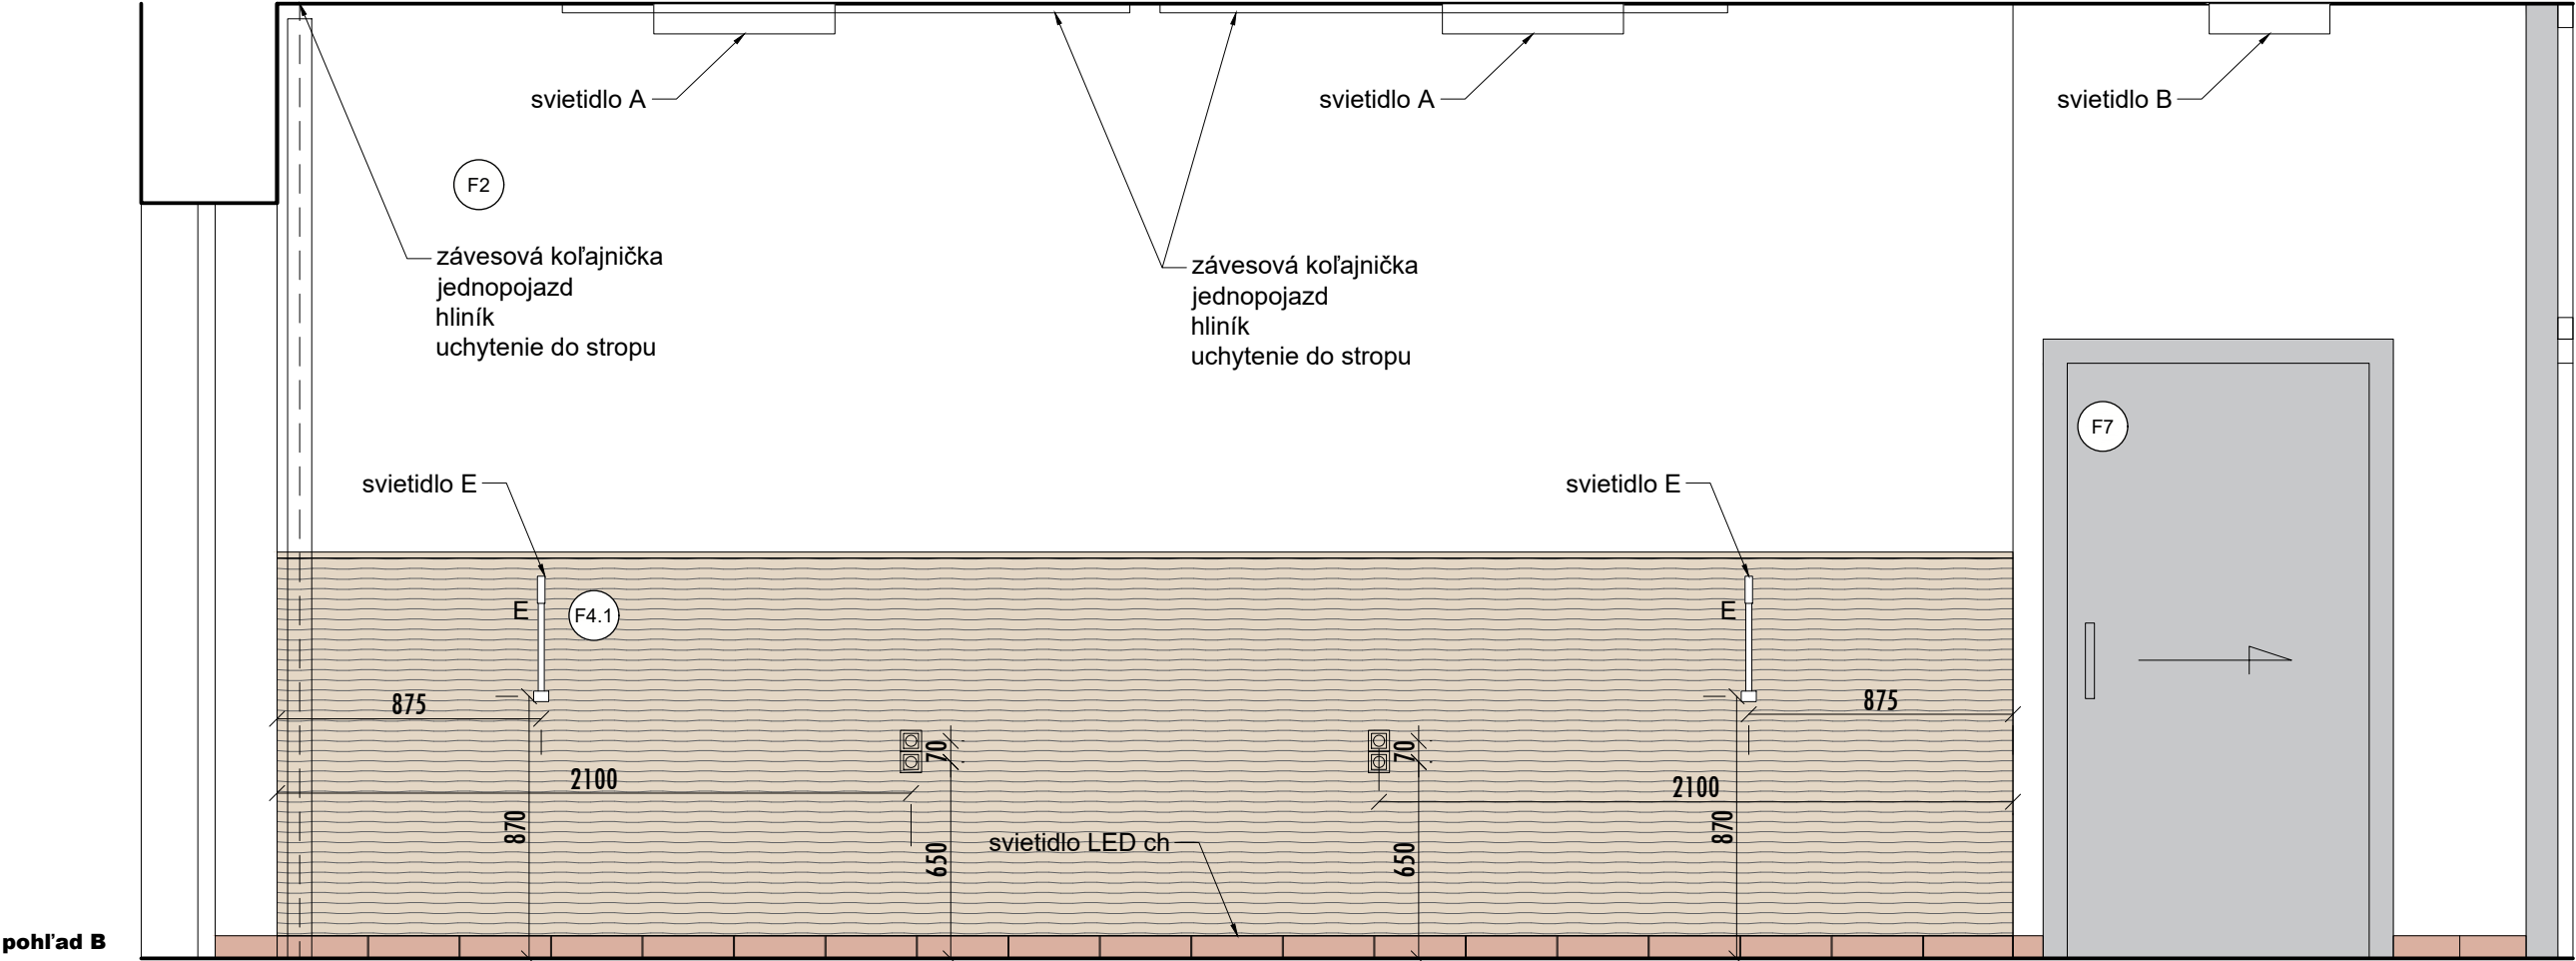 svietidlo A
svietidlo A
svietidlo B
F2
závesová koľajnička
jednopojazd
hliník
uchytenie do stropu
závesová koľajnička
jednopojazd
hliník
uchytenie do stropu
F7
svietidlo E
svietidlo E
E
F4.1
E
875
875
70
70
2100
2100
870
870
650
svietidlo LED ch
650
pohľad B